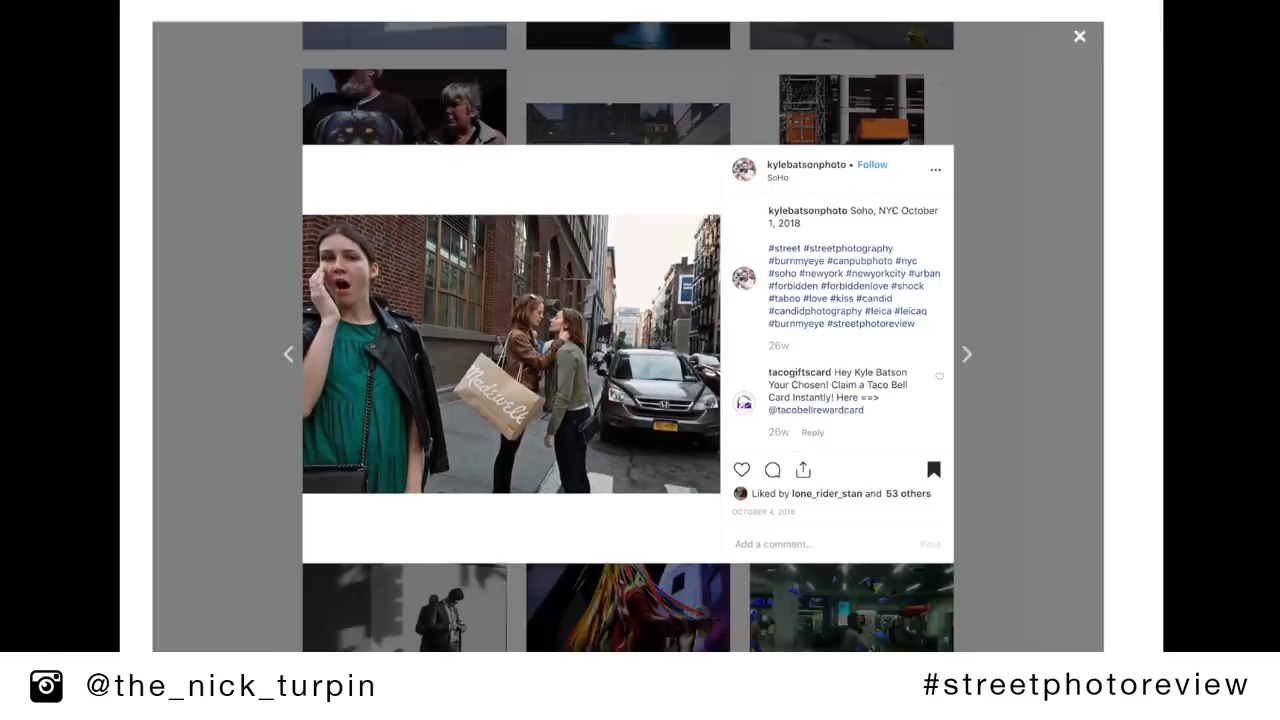 kylebatsonphoto • Follow
SoHo
kylebatsonphoto Soho, NYC October
1, 2018
#street #streetphotography
#burnmyeye #canpubphoto #nyc
#soho #newyork #newyorkcity #urban
#forbidden #forbiddenlove #shock
#taboo #love #kiss #candid
#candidphotography #leica #leicaq
#burnmyeye #streetphotoreview
26w
tacogiftscard Hey Kyle Batson
Your Chosen! Claim a Taco Bell
Card Instantly! Here ==>
@tacobellrewardcard
26w Reply
Liked by lone_rider_stan and 53 others
OCTOBER 4, 2018
Add a comment... Post
Madewell
@the_nick_turpin
#streetphotoreview